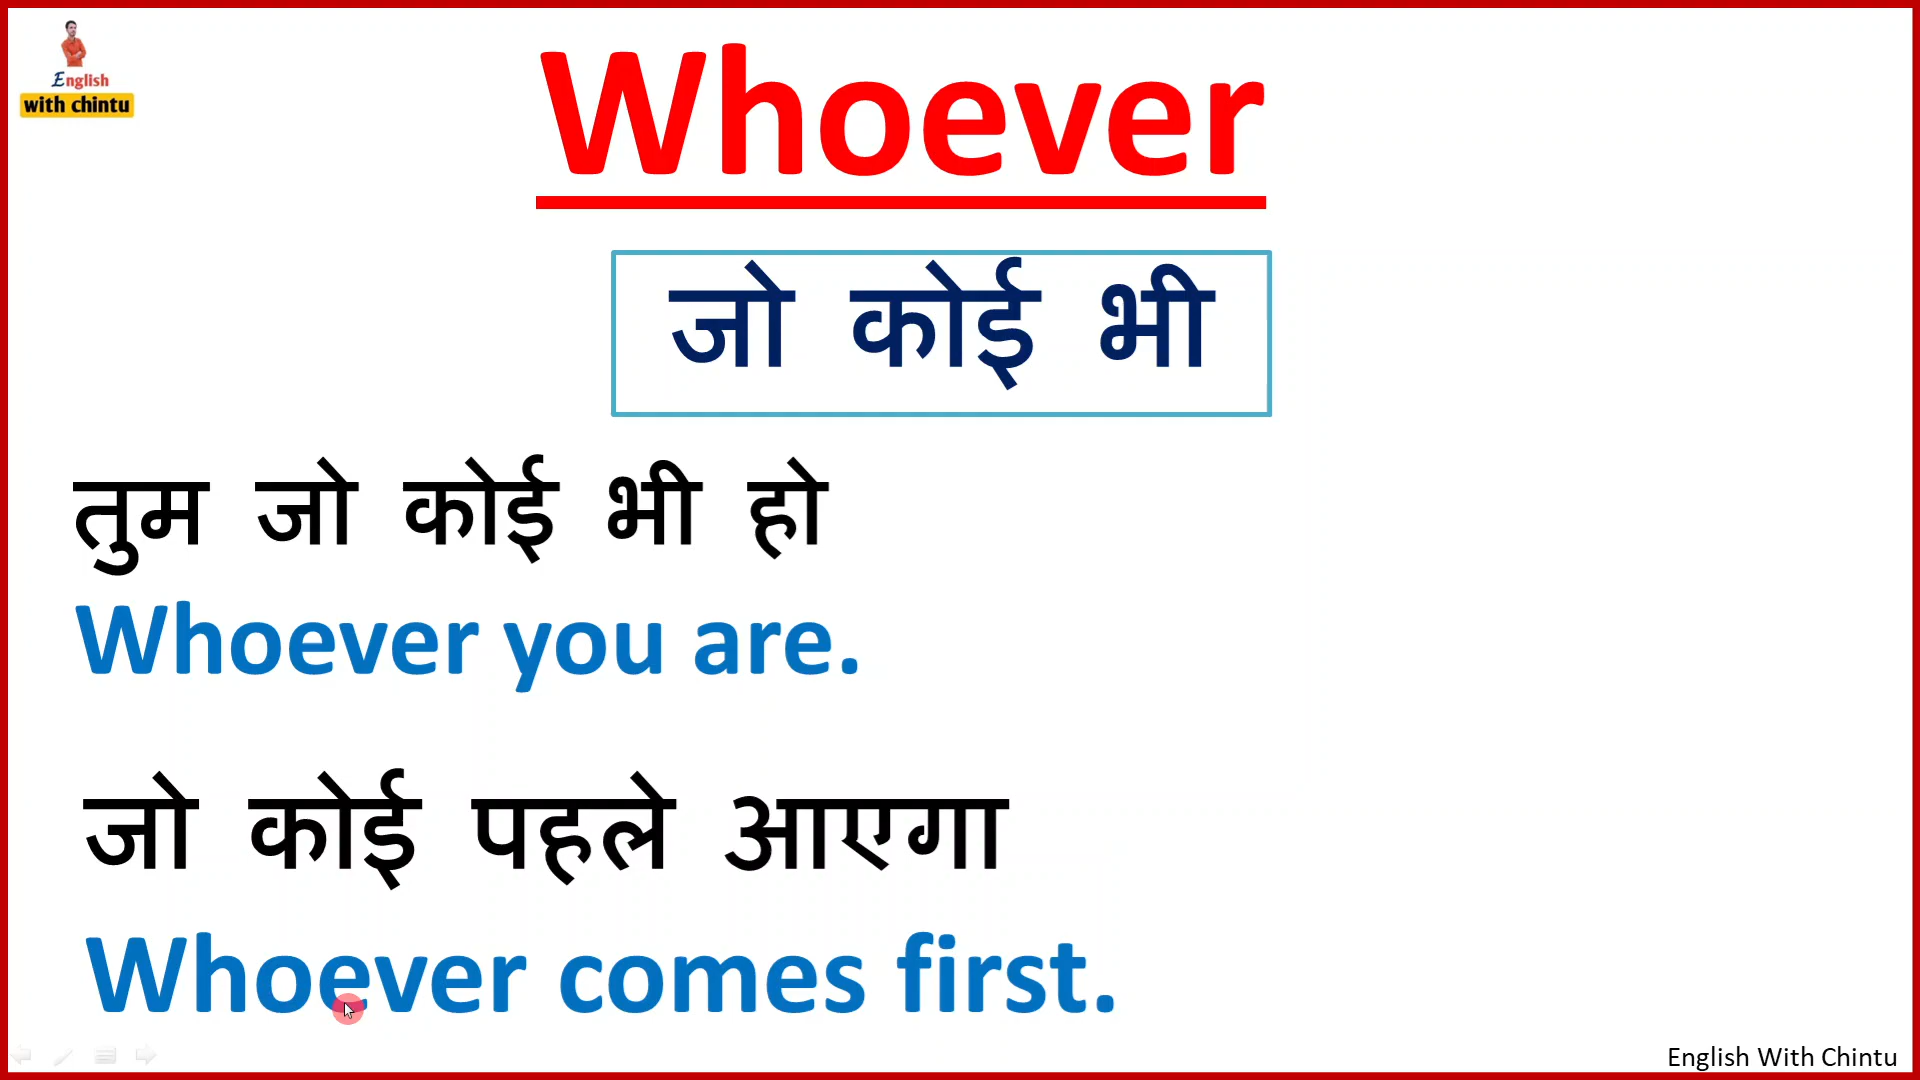 English
with chintu
Whoever
जो कोई भी
तुम जो कोई भी हो
Whoever you are.
जो कोई पहले आएगा
Whoever comes first.
English With Chintu